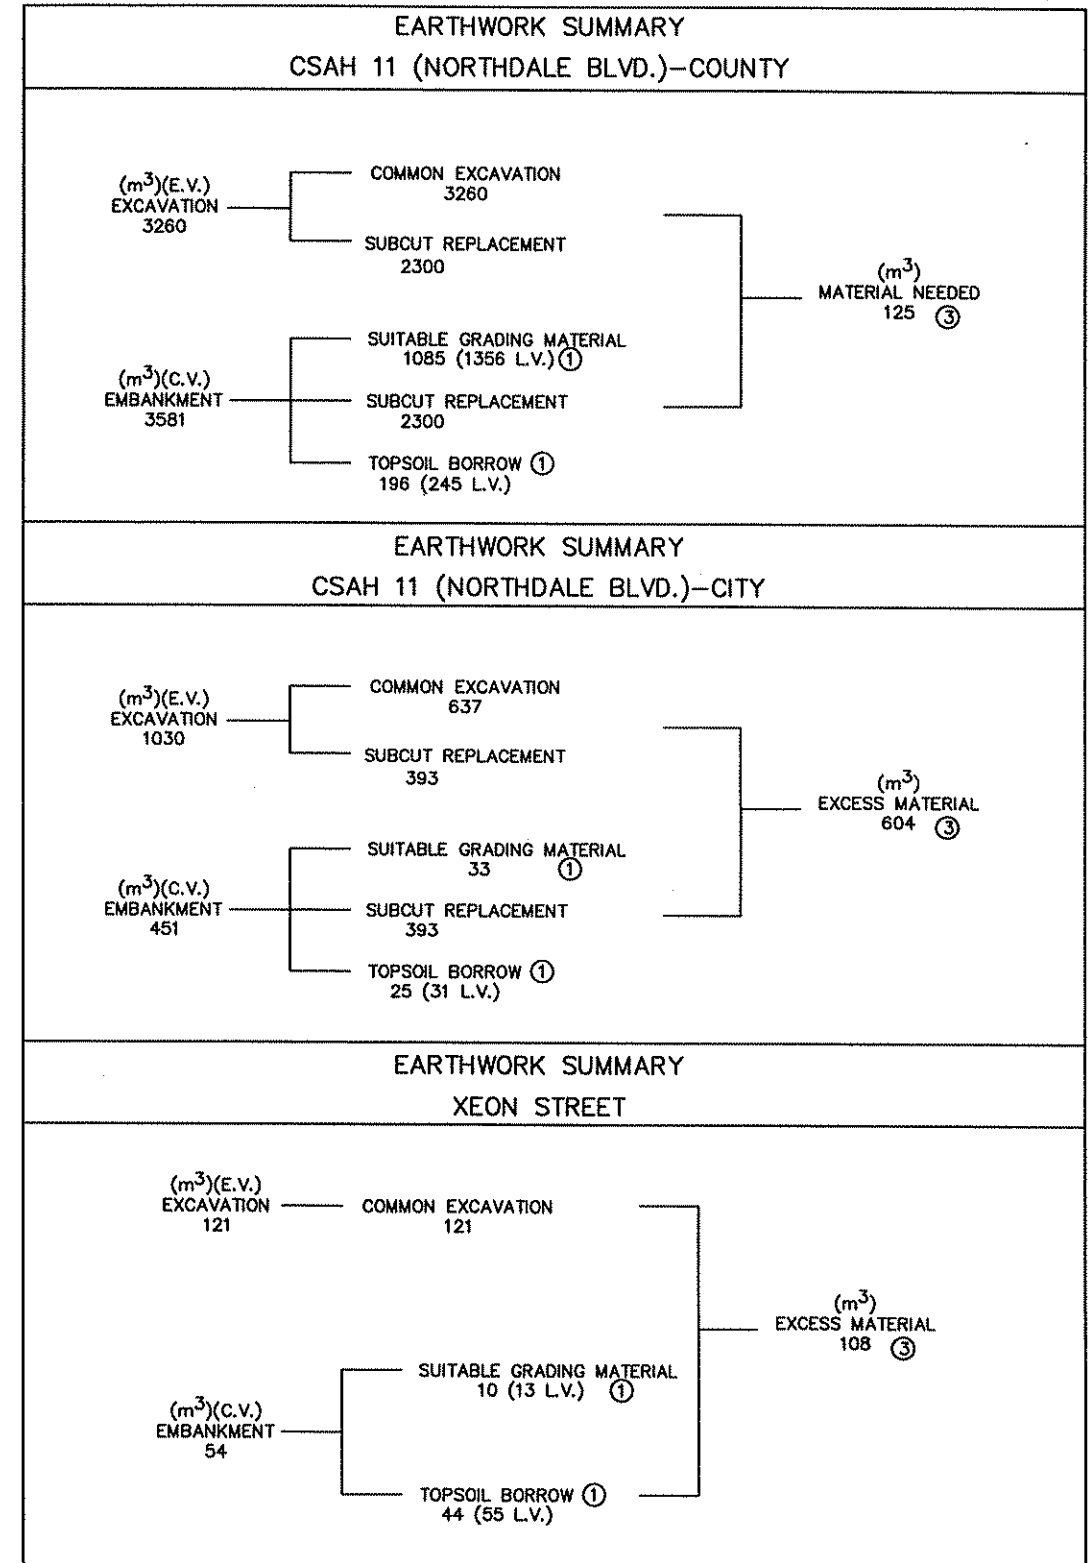 EARTHWORK SUMMARY
CSAH 11 (NORTHDALE BLVD.)-COUNTY
(m³)(E.V.)
EXCAVATION
3260
COMMON EXCAVATION
3260
SUBCUT REPLACEMENT
2300
(m³)(C.V.)
EMBANKMENT
3581
SUITABLE GRADING MATERIAL
1085 (1356 L.V.) ①
SUBCUT REPLACEMENT
2300
TOPSOIL BORROW ①
196 (245 L.V.)
(m³)
MATERIAL NEEDED
125 ③
EARTHWORK SUMMARY
CSAH 11 (NORTHDALE BLVD.)-CITY
(m³)(E.V.)
EXCAVATION
1030
COMMON EXCAVATION
637
SUBCUT REPLACEMENT
393
(m³)(C.V.)
EMBANKMENT
451
SUITABLE GRADING MATERIAL
33 ①
SUBCUT REPLACEMENT
393
TOPSOIL BORROW ①
25 (31 L.V.)
(m³)
EXCESS MATERIAL
604 ③
EARTHWORK SUMMARY
XEON STREET
(m³)(E.V.)
EXCAVATION
121
COMMON EXCAVATION
121
(m³)(C.V.)
EMBANKMENT
54
SUITABLE GRADING MATERIAL
10 (13 L.V.) ①
TOPSOIL BORROW ①
44 (55 L.V.)
(m³)
EXCESS MATERIAL
108 ③